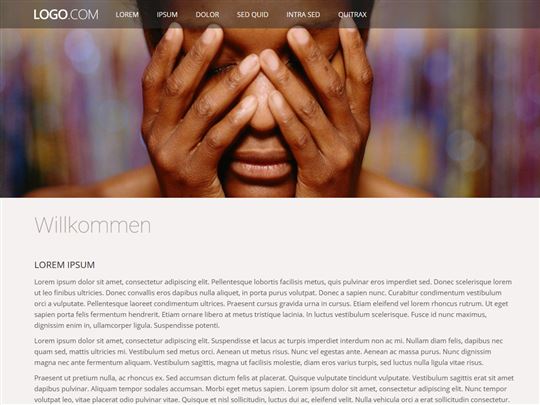 LOGO.COM LOREM IPSUM DOLOR SED QUID INTRA SED QUITRAX
Willkommen
LOREM IPSUM
Lorem ipsum dolor sit amet, consectetur adipiscing elit. Pellentesque lobortis facilisis metus, quis pulvinar eros imperdiet. Donec scelerisque lorem
ut leo finibus ultricies. Donec convallis eros dapibus nulla aliquet, in porta purus volutpat. Donec a sapien nunc. Curabitur condimentum vestibulum
orci a vulputate. Pellentesque laoreet condimentum ultrices. Praesent cursus gravida urna in cursus. Etiam eleifend vel lorem rhoncus tempus. Ut eget
sapien porta felis fermentum hendrerit. Etiam ornare libero at metus tristique lacinia. In lobortis scelerisque bibendum. Fusce id nunc maximus,
dignissim enim in, ullamcorper ligula. Suspendisse potenti.
Lorem ipsum dolor sit amet, consectetur adipiscing elit. Suspendisse et lacus ac turpis imperdiet interdum non ac mi. Nullam diam felis, dapibus nec
quam sed, mattis ultricies mi. Vestibulum sed metus orci. Aenean ut metus risus. Nunc vel egestas ante. Aenean ac massa purus. Nunc dignissim
magna nec ante fermentum aliquam. Vestibulum sagittis, magna ut facilisis molestie, diam eros varius turpis, sed luctus nulla ligula vitae risus.
Praesent ut pretium nulla, ac rhoncus ex. Sed accumsan dictum felis at placerat. Quisque vulputate tincidunt vulputate. Vestibulum sagittis erat sit amet
dapibus pulvinar. Aliquam tempor sodales accumsan. Morbi eget metus sapien. Lorem ipsum dolor sit amet, consectetur adipiscing elit. Nunc tempor
volutpat orci, vitae placerat odio pulvinar vitae. Quisque et nisl sollicitudin, luctus dui ac, eleifend velit. Nulla vehicula orci a erat sollicitudin consectetur.